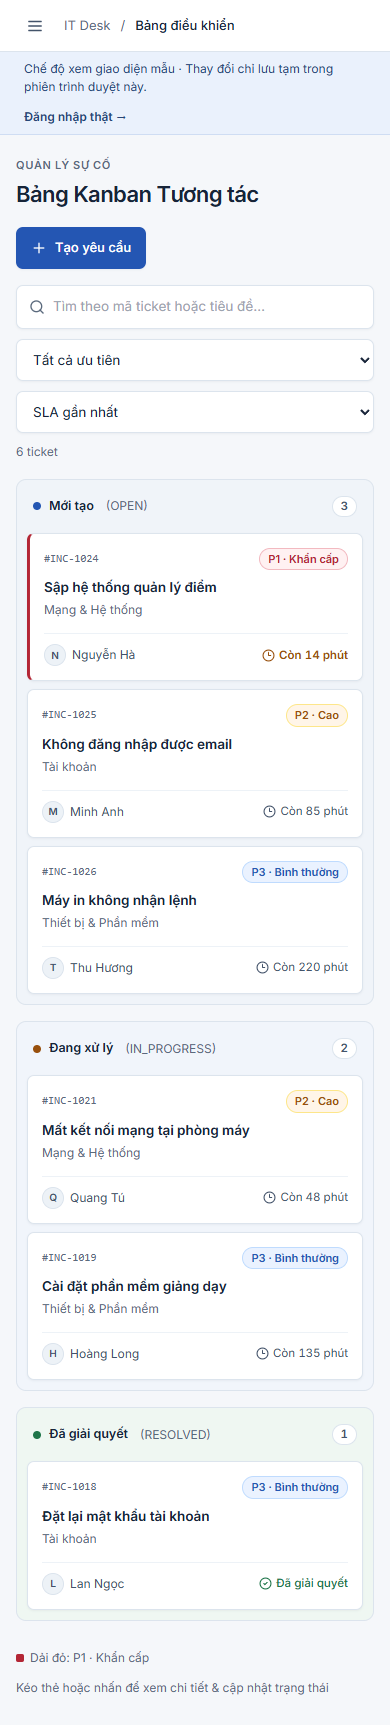 IT Desk / Bảng điều khiển
Chế độ xem giao diện mẫu · Thay đổi chỉ lưu tạm trong
phiên trình duyệt này.
Đăng nhập thật →
QUẢN LÝ SỰ CỐ
Bảng Kanban Tương tác
Tạo yêu cầu
Tìm theo mã ticket hoặc tiêu đề...
Tất cả ưu tiên
SLA gần nhất
6 ticket
Mới tạo (OPEN) 3
#INC-1024 P1 · Khẩn cấp
Sập hệ thống quản lý điểm
Mạng & Hệ thống
N Nguyễn Hà Còn 14 phút
#INC-1025 P2 · Cao
Không đăng nhập được email
Tài khoản
M Minh Anh Còn 85 phút
#INC-1026 P3 · Bình thường
Máy in không nhận lệnh
Thiết bị & Phần mềm
T Thu Hương Còn 220 phút
Đang xử lý (IN_PROGRESS) 2
#INC-1021 P2 · Cao
Mất kết nối mạng tại phòng máy
Mạng & Hệ thống
Q Quang Tú Còn 48 phút
#INC-1019 P3 · Bình thường
Cài đặt phần mềm giảng dạy
Thiết bị & Phần mềm
H Hoàng Long Còn 135 phút
Đã giải quyết (RESOLVED) 1
#INC-1018 P3 · Bình thường
Đặt lại mật khẩu tài khoản
Tài khoản
L Lan Ngọc Đã giải quyết
Dải đỏ: P1 · Khẩn cấp
Kéo thẻ hoặc nhấn để xem chi tiết & cập nhật trạng thái